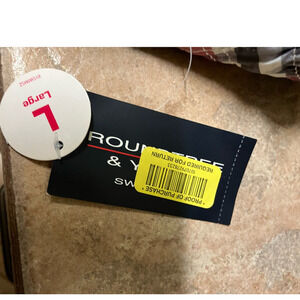 L
Large
ROUNDTREE
& Y
SW
* PROOF OF PURCHASE *
REQUIRED FOR RETURN